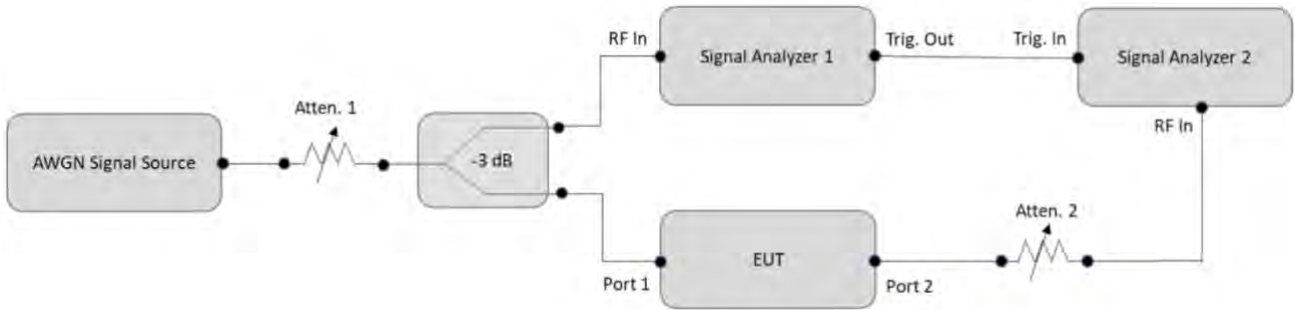 RF In
Signal Analyzer 1
Trig. Out
Trig. In
Signal Analyzer 2
RF In
Atten. 1
AWGN Signal Source
-3 dB
Atten. 2
EUT
Port 1
Port 2